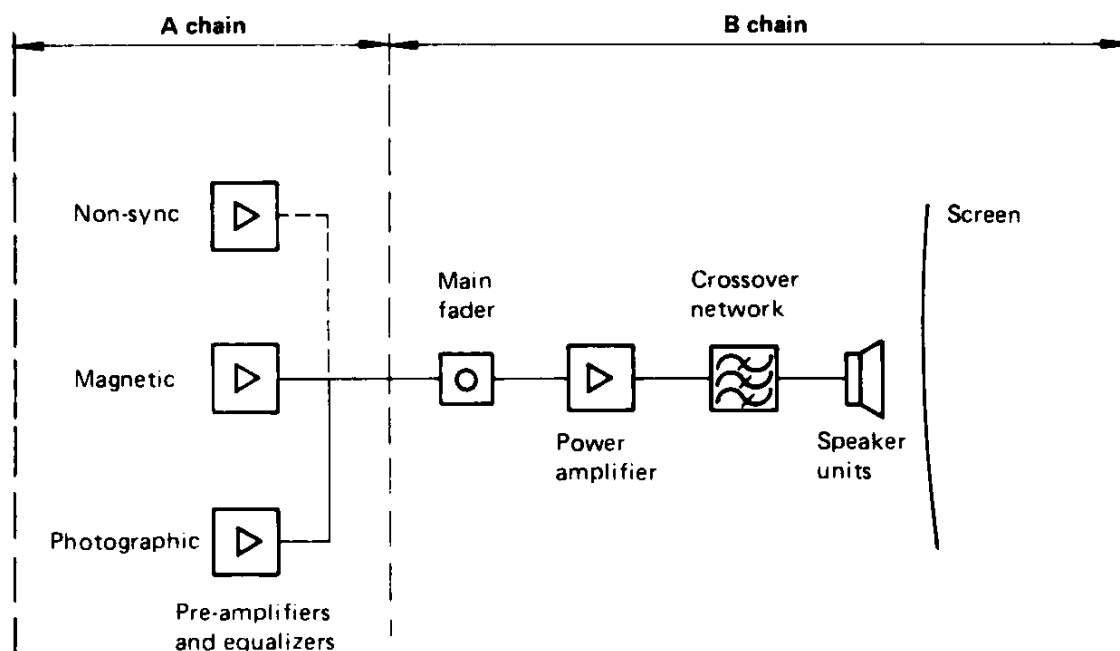 A chain
B chain
Non-sync
Screen
Main
fader
Crossover
network
Magnetic
Power
amplifier
Speaker
units
Photographic
Pre-amplifiers
and equalizers